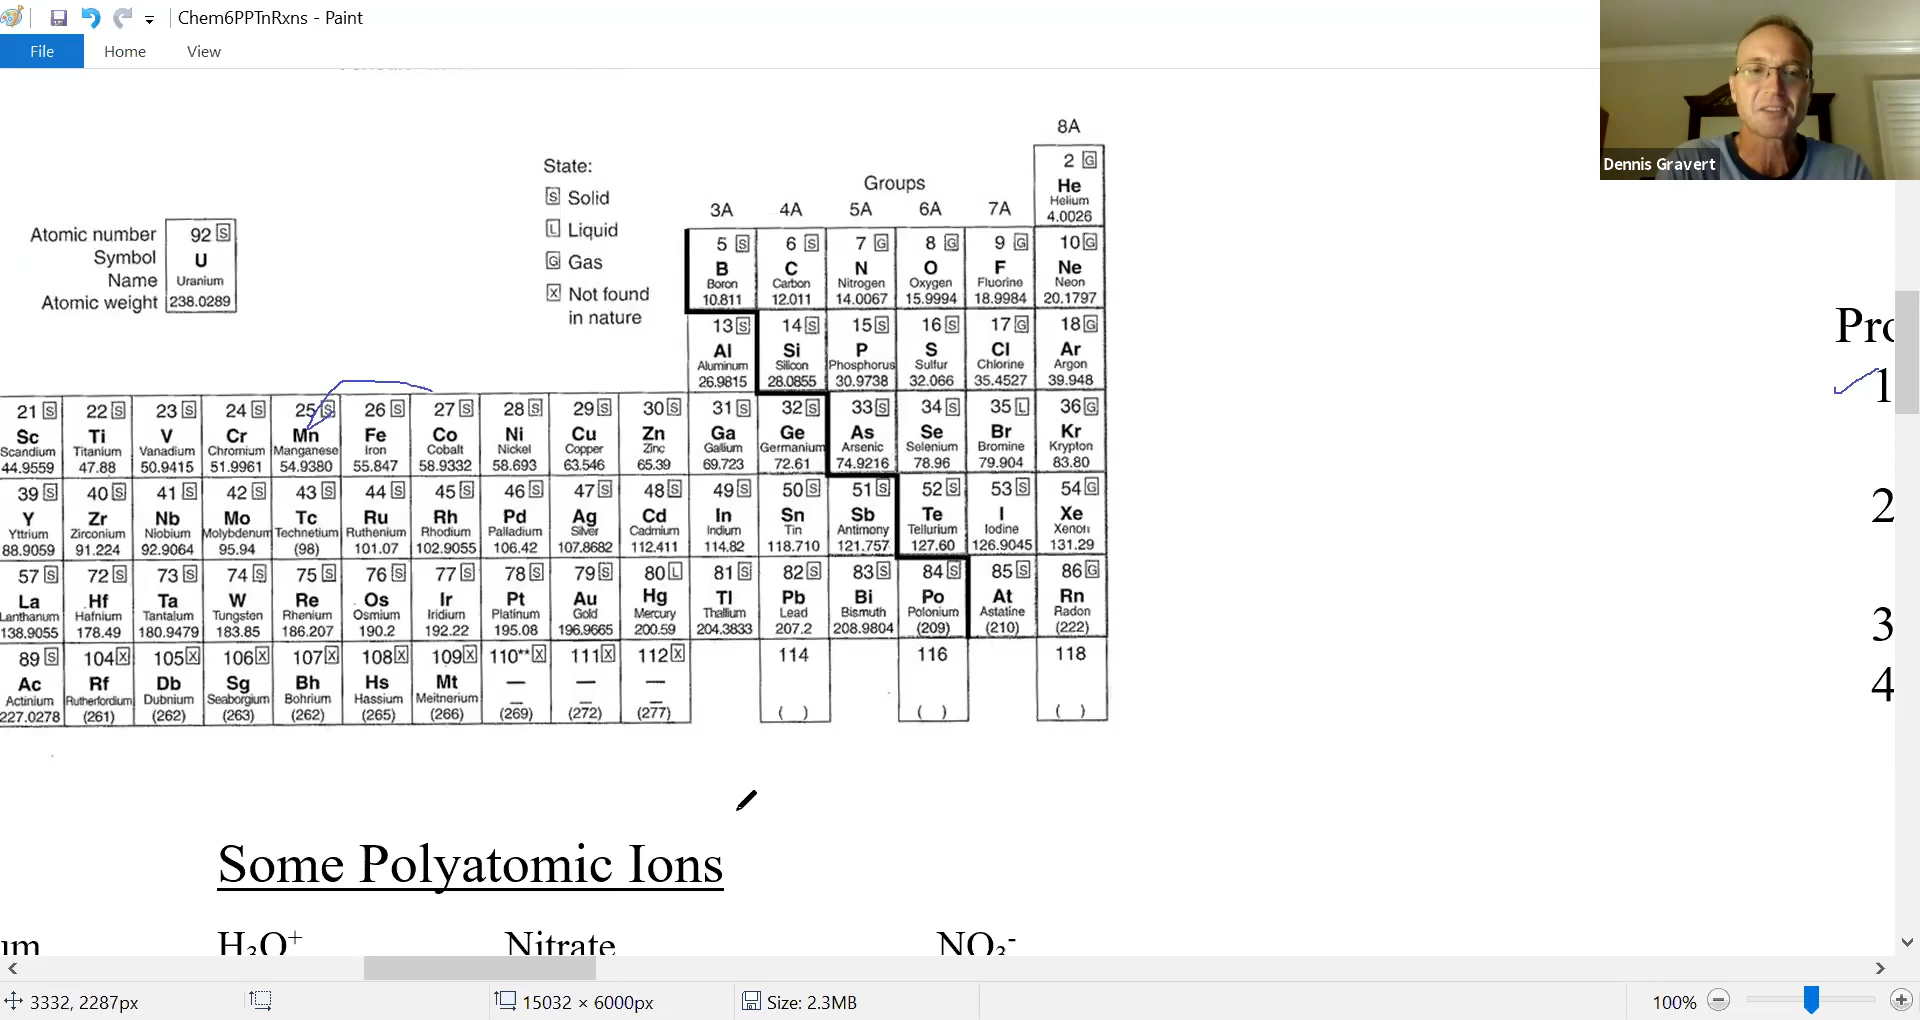 Chem6PPTnRxns - Paint
File Home View
Dennis Gravert
8A
State:
S Solid
L Liquid
G Gas
X Not found
in nature
Groups
3A 4A 5A 6A 7A
Atomic number 92 S
Symbol U
Name Uranium
Atomic weight 238.0289
2 G
He
Helium
4.0026
5 S 6 S 7 G 8 G 9 G 10 G
B C N O F Ne
Boron Carbon Nitrogen Oxygen Fluorine Neon
10.811 12.011 14.0067 15.9994 18.9984 20.1797
13 S 14 S 15 S 16 S 17 G 18 G
Al Si P S Cl Ar
Aluminum Silicon Phosphorus Sulfur Chlorine Argon
26.9815 28.0855 30.9738 32.066 35.4527 39.948
21 S 22 S 23 S 24 S 25 S 26 S 27 S 28 S 29 S 30 S 31 S 32 S 33 S 34 S 35 L 36 G
Sc Ti V Cr Mn Fe Co Ni Cu Zn Ga Ge As Se Br Kr
Scandium Titanium Vanadium Chromium Manganese Iron Cobalt Nickel Copper Zinc Gallium Germanium Arsenic Selenium Bromine Krypton
44.9559 47.88 50.9415 51.9961 54.9380 55.847 58.9332 58.693 63.546 65.39 69.723 72.61 74.9216 78.96 79.904 83.80
39 S 40 S 41 S 42 S 43 S 44 S 45 S 46 S 47 S 48 S 49 S 50 S 51 S 52 S 53 S 54 G
Y Zr Nb Mo Tc Ru Rh Pd Ag Cd In Sn Sb Te I Xe
Yttrium Zirconium Niobium Molybdenum Technetium Ruthenium Rhodium Palladium Silver Cadmium Indium Tin Antimony Tellurium Iodine Xenon
88.9059 91.224 92.9064 95.94 (98) 101.07 102.9055 106.42 107.8682 112.411 114.82 118.710 121.757 127.60 126.9045 131.29
57 S 72 S 73 S 74 S 75 S 76 S 77 S 78 S 79 S 80 L 81 S 82 S 83 S 84 S 85 S 86 G
La Hf Ta W Re Os Ir Pt Au Hg Tl Pb Bi Po At Rn
Lanthanum Hafnium Tantalum Tungsten Rhenium Osmium Iridium Platinum Gold Mercury Thallium Lead Bismuth Polonium Astatine Radon
138.9055 178.49 180.9479 183.85 186.207 190.2 192.22 195.08 196.9665 200.59 204.3833 207.2 208.9804 (209) (210) (222)
89 S 104 X 105 X 106 X 107 X 108 X 109 X 110** X 111 X 112 X 114 116 118
Ac Rf Db Sg Bh Hs Mt — — —
Actinium Rutherfordium Dubnium Seaborgium Bohrium Hassium Meitnerium — — —
227.0278 (261) (262) (263) (262) (265) (266) (269) (272) (277) ( ) ( ) ( )
Pro
1
2
3
4
Some Polyatomic Ions
um H₃O⁺ Nitrate NO₃⁻
3332, 2287px 15032 × 6000px Size: 2.3MB 100%